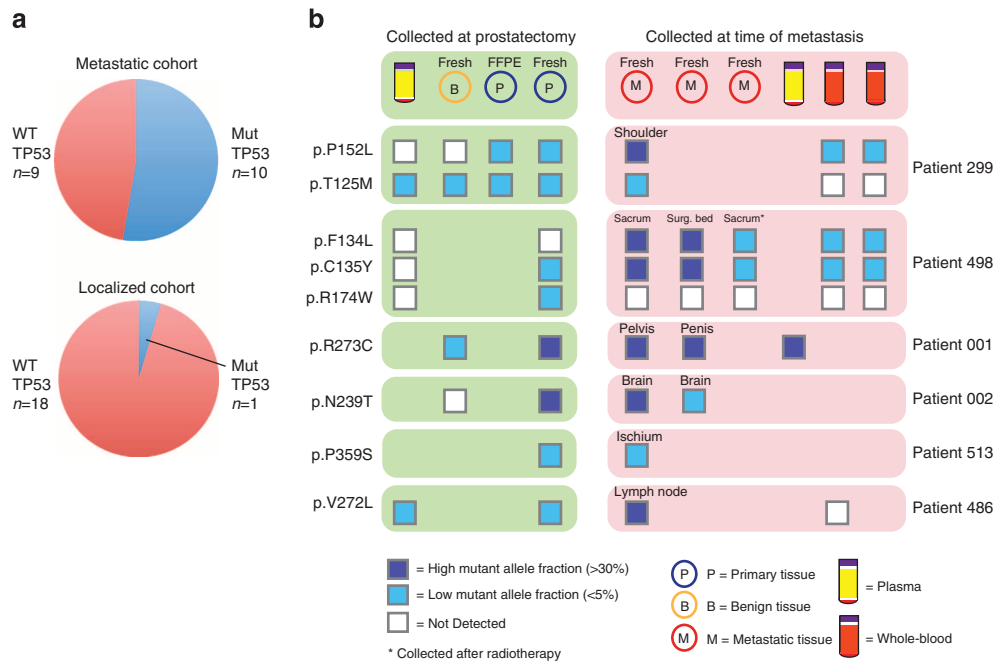 a
Metastatic cohort
WT
TP53
n=9
Mut
TP53
n=10
Localized cohort
WT
TP53
n=18
Mut
TP53
n=1
b
Collected at prostatectomy
Collected at time of metastasis
Fresh FFPE Fresh
B P P
Fresh Fresh Fresh
M M M
Shoulder
p.P152L
p.T125M
Patient 299
Sacrum Surg. bed Sacrum*
p.F134L
p.C135Y
p.R174W
Patient 498
Pelvis Penis
p.R273C
Patient 001
Brain Brain
p.N239T
Patient 002
Ischium
p.P359S
Patient 513
Lymph node
p.V272L
Patient 486
= High mutant allele fraction (>30%)
= Low mutant allele fraction (<5%)
= Not Detected
* Collected after radiotherapy
P P = Primary tissue
B B = Benign tissue
M M = Metastatic tissue
= Plasma
= Whole-blood